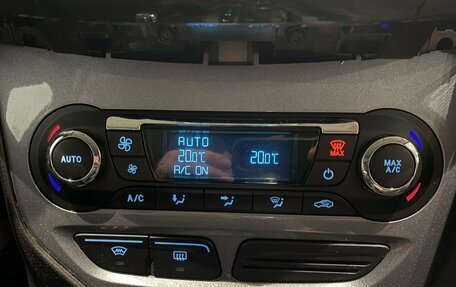 AUTO
20.0°C 20.0°C
A/C ON
MAX
AUTO
MAX
A/C
A/C